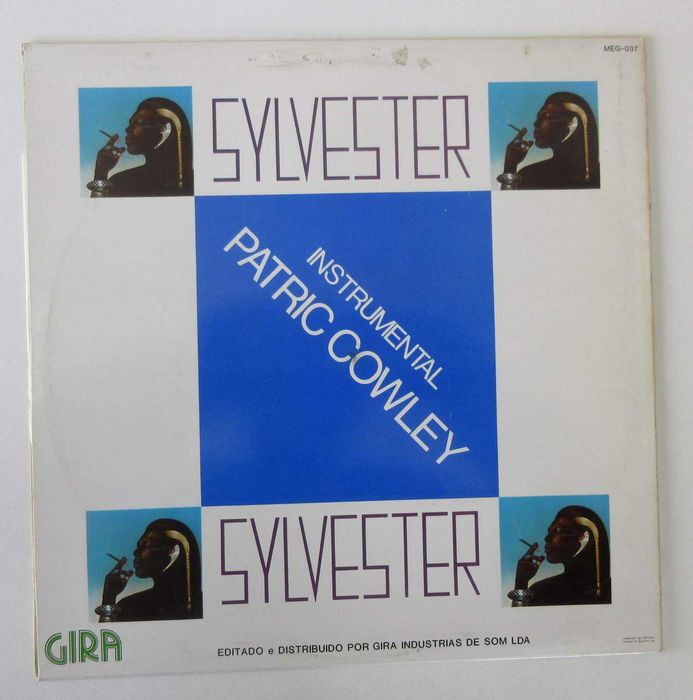 MEG-037
SYLVESTER
INSTRUMENTAL
PATRIC COWLEY
SYLVESTER
GIRA
EDITADO e DISTRIBUIDO POR GIRA INDUSTRIAS DE SOM LDA